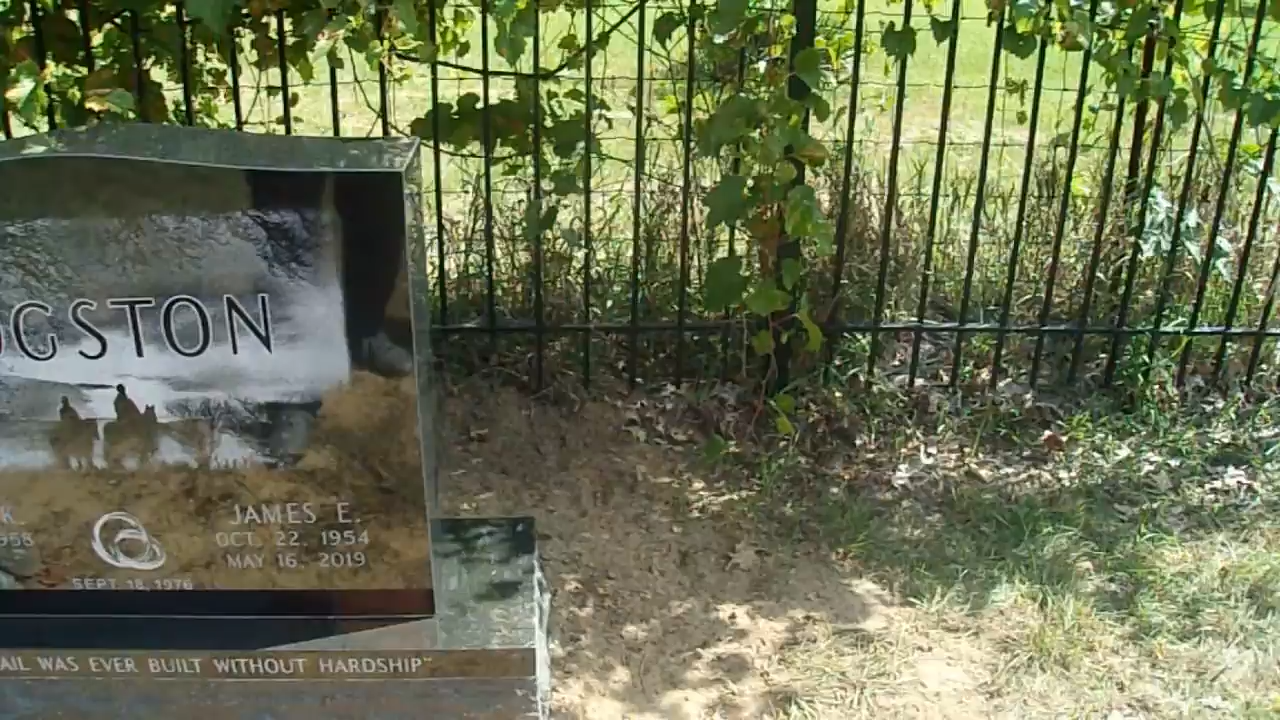 GSTON
K.
JAMES E.
OCT. 22, 1954
MAY 16, 2019
SEPT. 18, 1976
AIL WAS EVER BUILT WITHOUT HARDSHIP"